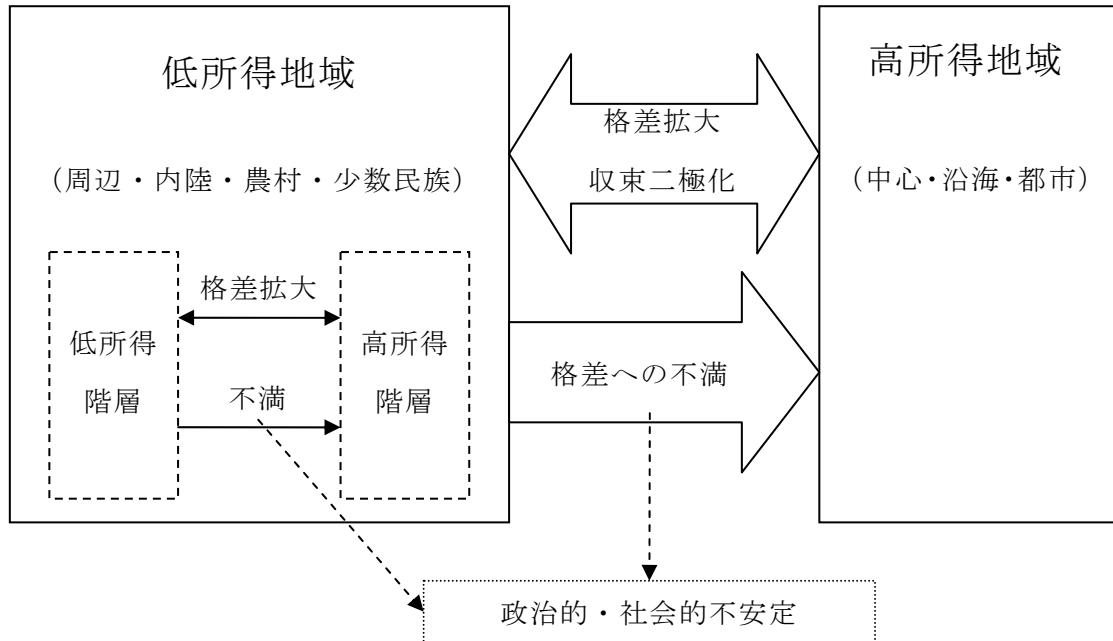 低所得地域
高所得地域
格差拡大
収束二極化
（周辺・内陸・農村・少数民族）
（中心・沿海・都市）
格差拡大
低所得
階層
高所得
階層
不満
格差への不満
政治的・社会的不安定